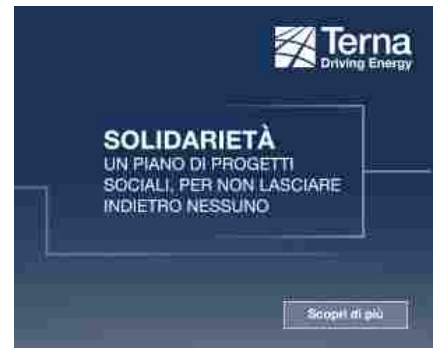 Terna
Driving Energy
SOLIDARIETÀ
UN PIANO DI PROGETTI
SOCIALI, PER NON LASCIARE
INDIETRO NESSUNO
Scopri di più